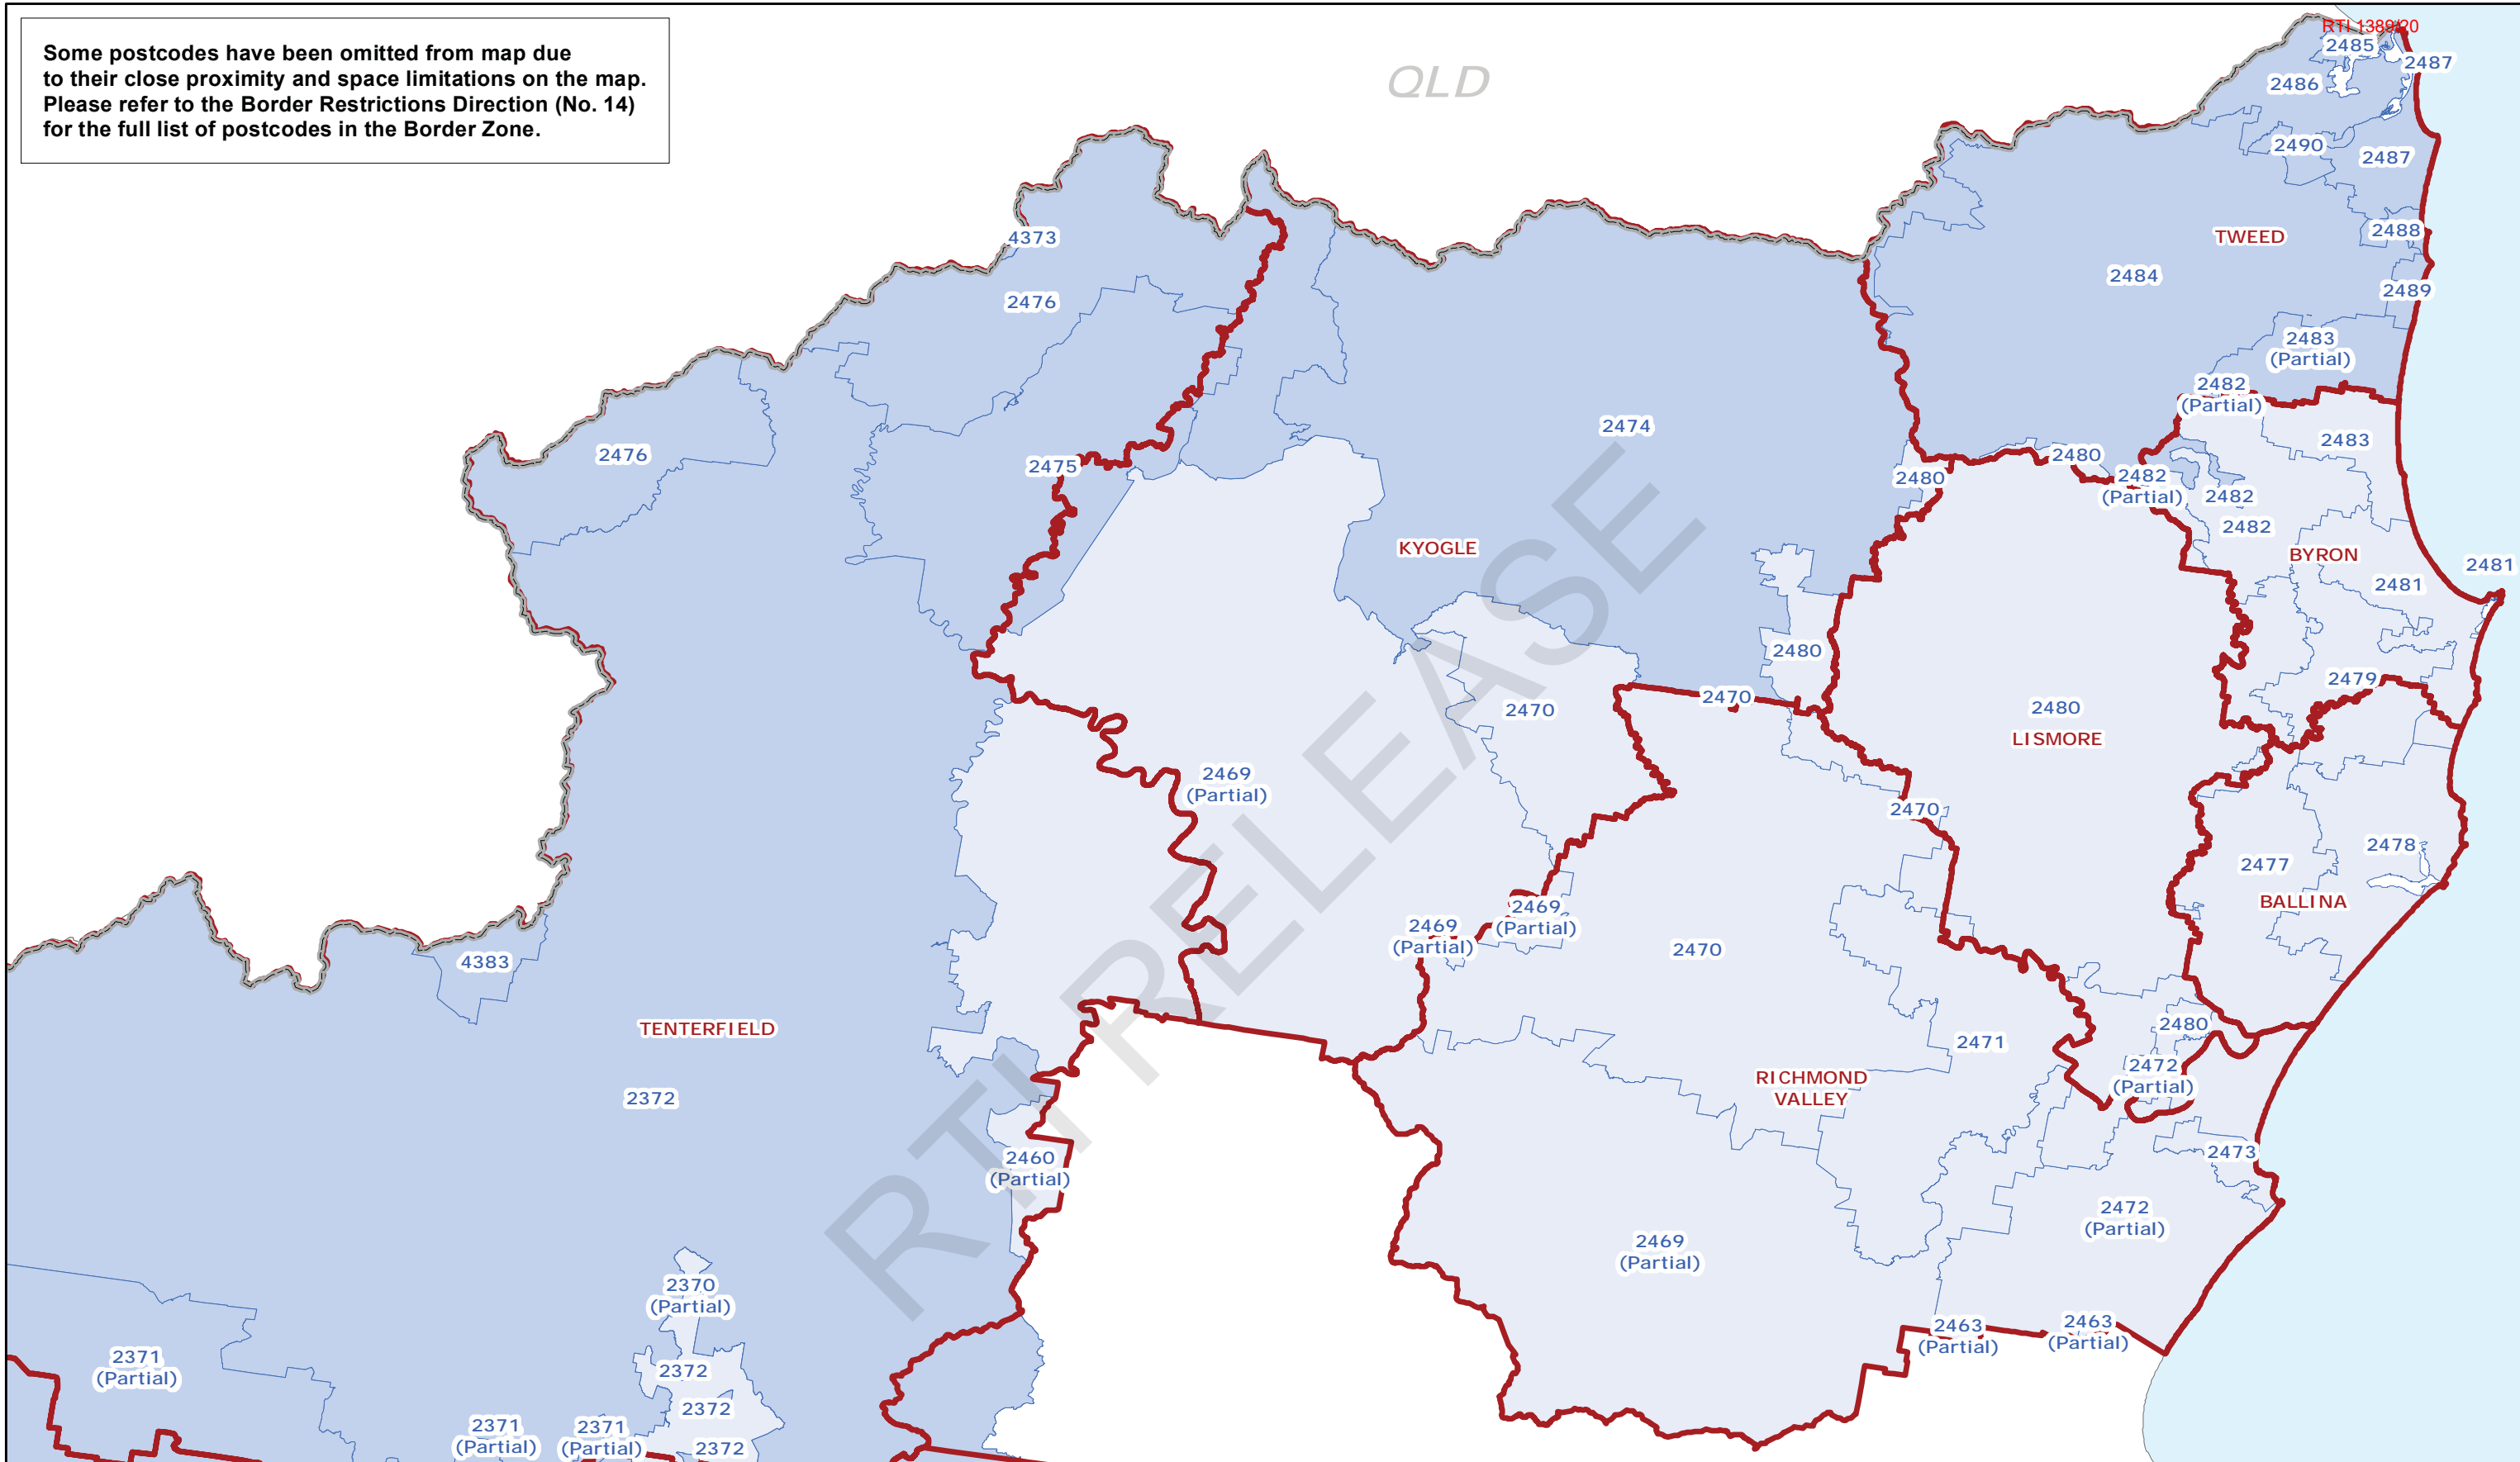 Some postcodes have been omitted from map due
to their close proximity and space limitations on the map.
Please refer to the Border Restrictions Direction (No. 14)
for the full list of postcodes in the Border Zone.
RTI 1389/20
QLD
2485
2487
2486
2490
2487
4373
2488
TWEED
2484
2476
2489
2483
(Partial)
2482
(Partial)
2474
2483
2476
2475
2480
2480
2482
(Partial)
2482
2482
KYOGLE
BYRON
2481
2481
2480
2479
2470
2470
2480
LISMORE
2469
(Partial)
2470
2478
2477
BALLINA
2469
(Partial)
2469
(Partial)
2470
4383
TENTERFIELD
2480
2471
2472
(Partial)
RICHMOND
VALLEY
2372
2460
(Partial)
2473
2472
(Partial)
2469
(Partial)
2370
(Partial)
2463
(Partial)
2463
(Partial)
2371
(Partial)
2372
2372
2371
(Partial)
2371
(Partial)
2372
RTI RELEASE